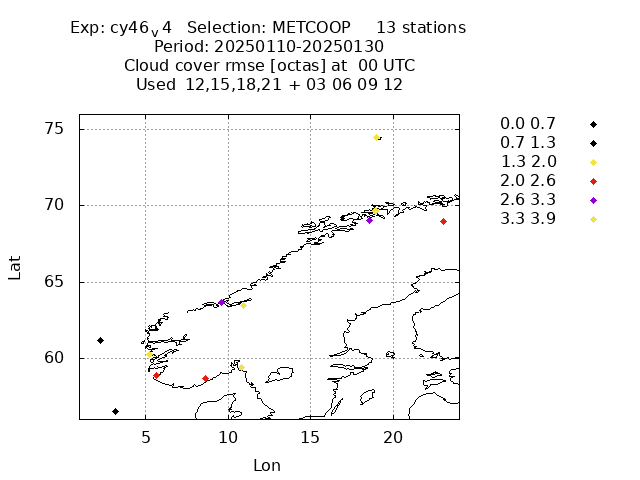 Exp: cy46v4 Selection: METCOOP 13 stations
Period: 20250110-20250130
Cloud cover rmse [octas] at 00 UTC
Used 12,15,18,21 + 03 06 09 12
0.0 0.7
0.7 1.3
1.3 2.0
2.0 2.6
2.6 3.3
3.3 3.9
75
70
65
60
Lat
5 10 15 20
Lon